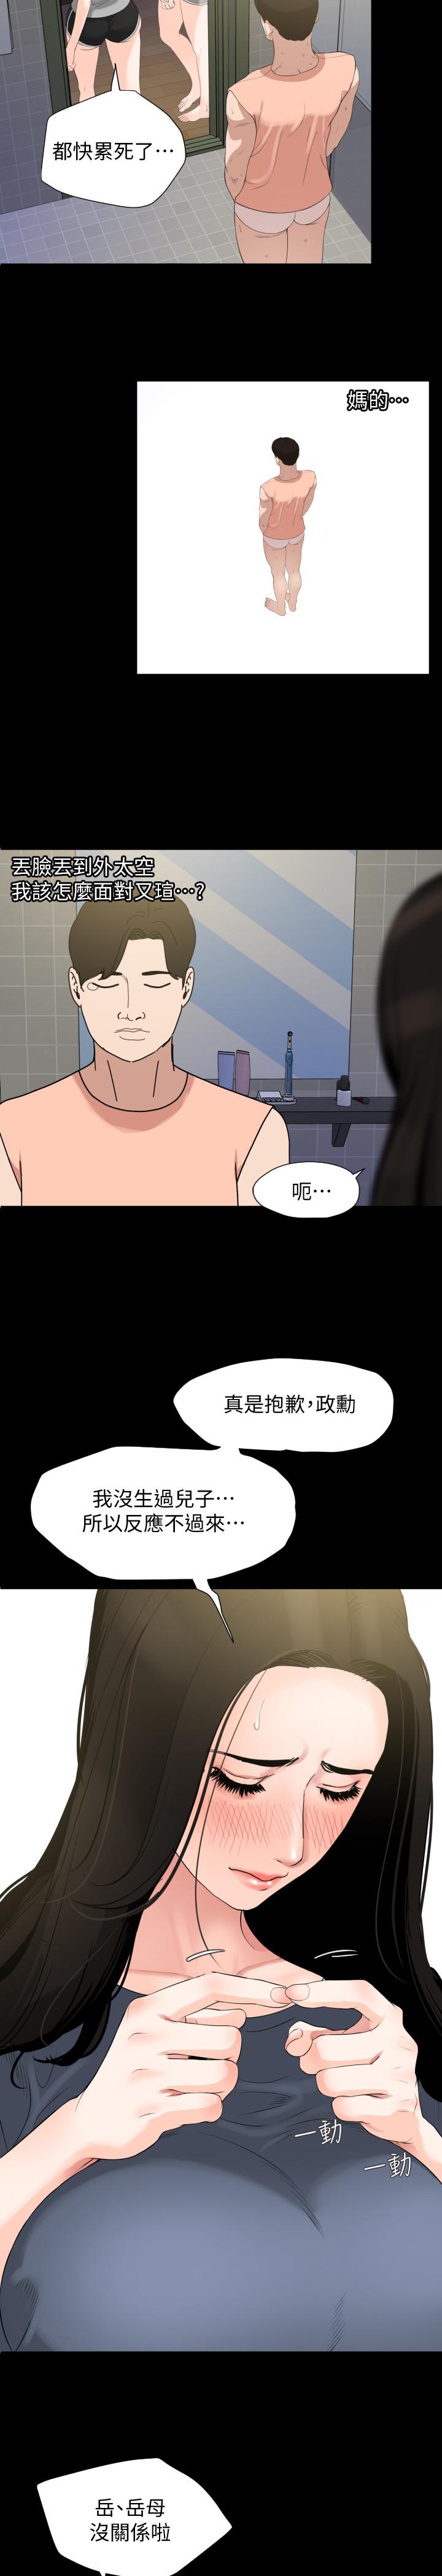 都快累死了…
媽的…
丟臉丟到外太空
我該怎麼面對又瑄…?
呃…
真是抱歉,政勳
我沒生過兒子…
所以反應不過來…
一動
一動
岳、岳母
沒關係啦